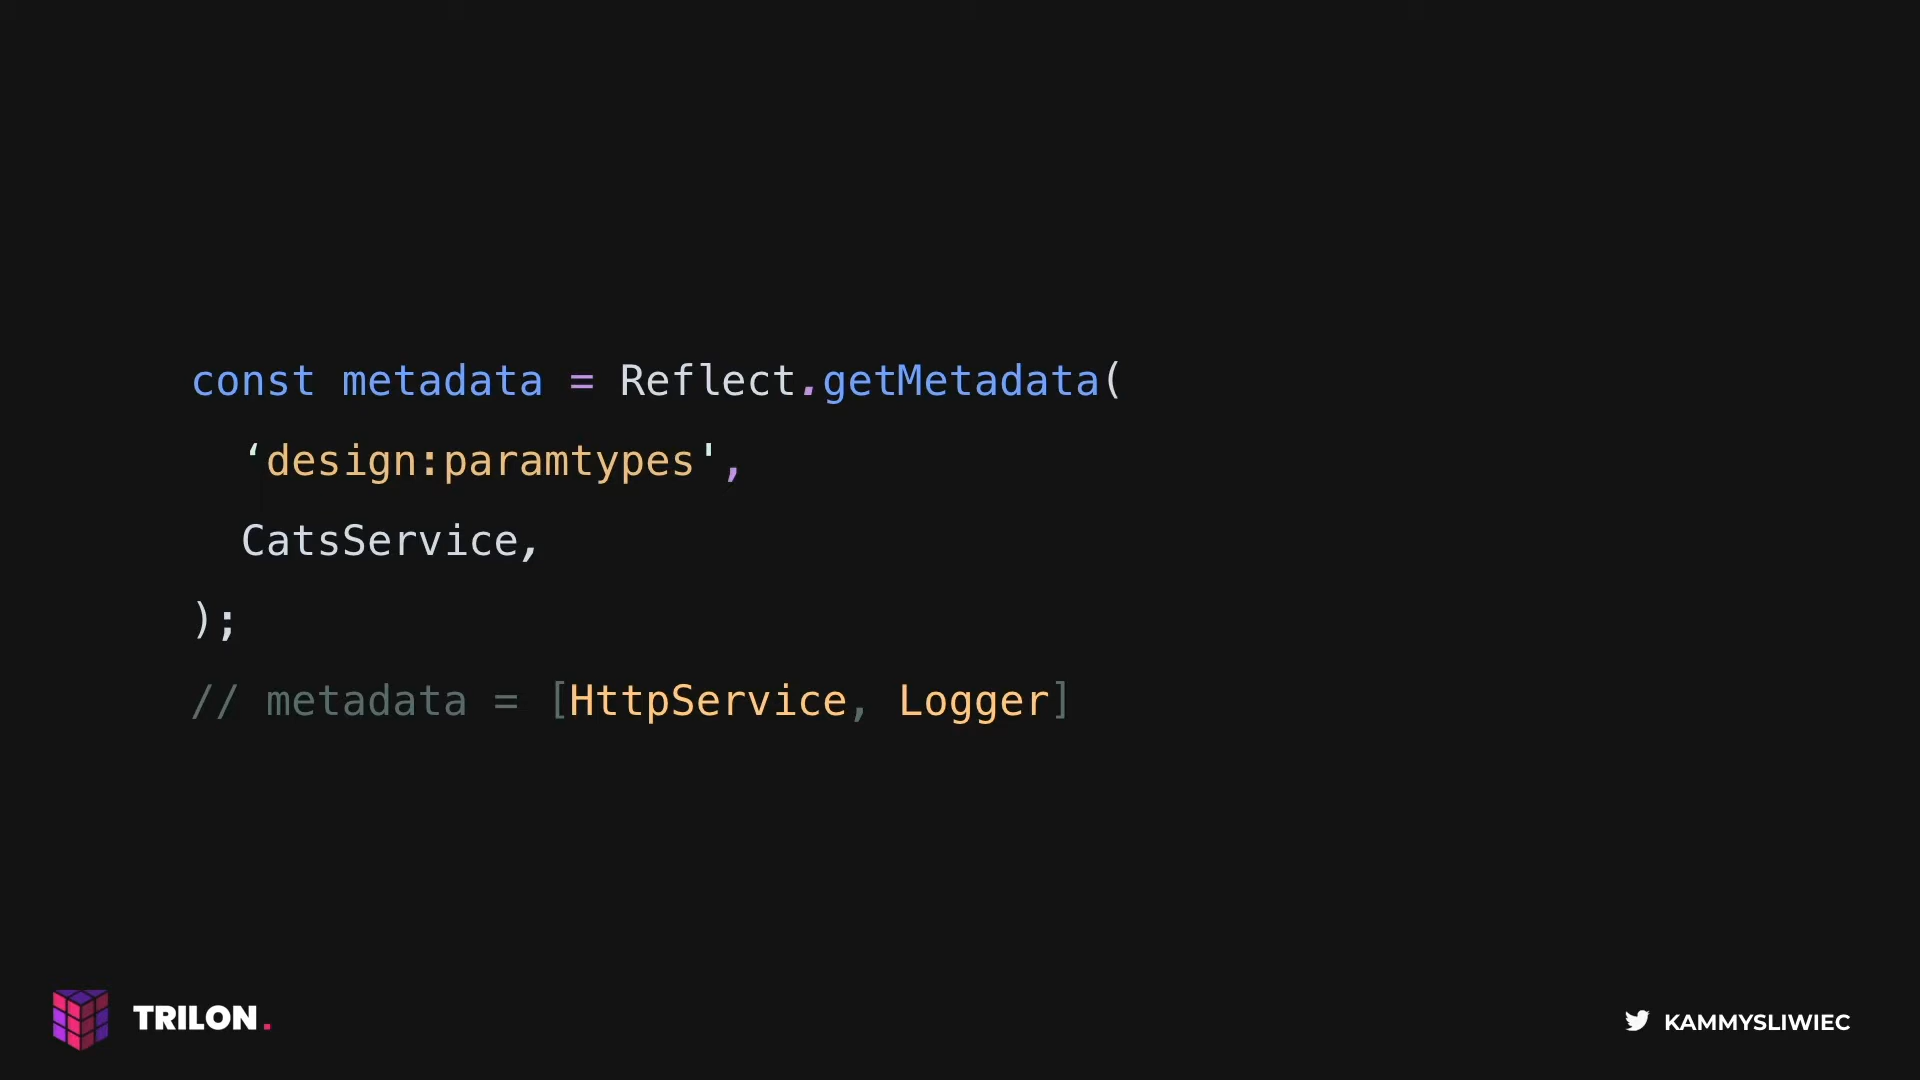 const metadata = Reflect.getMetadata(
  ‘design:paramtypes',
  CatsService,
);
// metadata = [HttpService, Logger]
TRILON.
KAMMYSLIWIEC